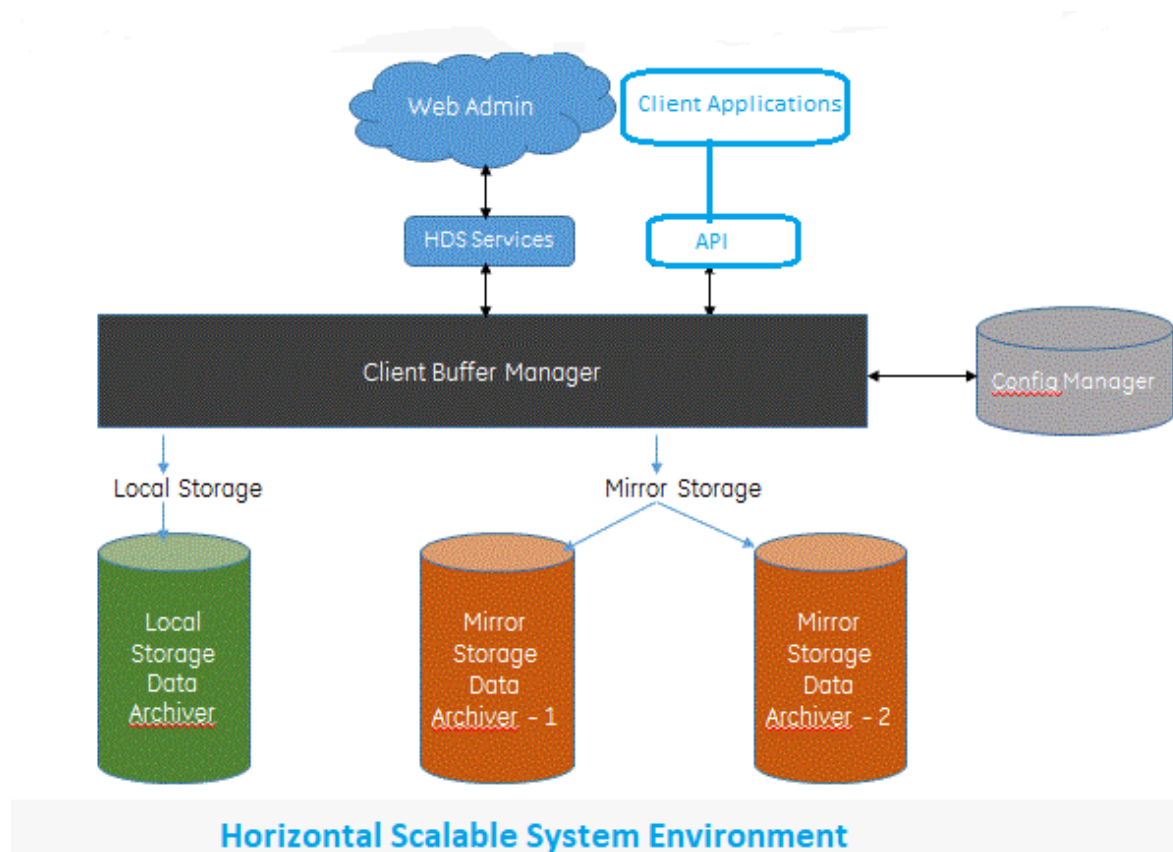 Web Admin
Client Applications
HDS Services
API
Client Buffer Manager
Config Manager
Local Storage
Mirror Storage
Local
Storage
Data
Archiver
Mirror
Storage
Data
Archiver - 1
Mirror
Storage
Data
Archiver - 2
Horizontal Scalable System Environment